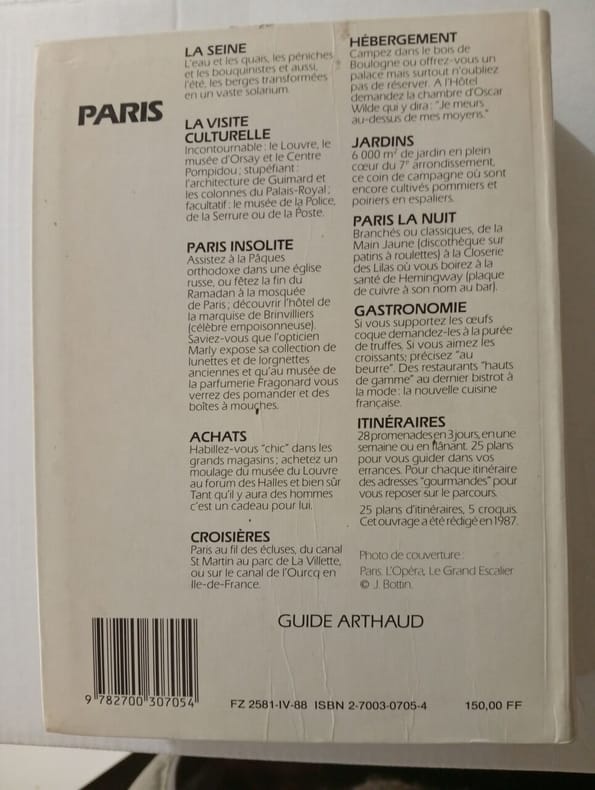 PARIS
LA SEINE
L'eau et les quais, les péniches
et les bouquinistes et aussi,
l'été, les berges transformées
en un vaste solarium.
LA VISITE
CULTURELLE
Incontournable : le Louvre, le
musée d'Orsay et le Centre
Pompidou ; stupéfiant :
l'architecture de Guimard et
les colonnes du Palais-Royal ;
facultatif : le musée de la Police,
de la Serrure ou de la Poste.
PARIS INSOLITE
Assistez à la Pâques
orthodoxe dans une église
russe, ou fêtez la fin du
Ramadan à la mosquée
de Paris ; découvrir l'hôtel de
la marquise de Brinvilliers
(célèbre empoisonneuse).
Saviez-vous que l'opticien
Marly expose sa collection de
lunettes et de lorgnettes
anciennes et qu'au musée de
la parfumerie Fragonard vous
verrez des pomander et des
boîtes à mouches.
ACHATS
Habillez-vous "chic" dans les
grands magasins ; achetez un
moulage du musée du Louvre
au forum des Halles et bien sûr
Tant qu'il y aura des hommes
c'est un cadeau pour lui.
CROISIÈRES
Paris au fil des écluses, du canal
St Martin au parc de La Villette,
ou sur le canal de l'Ourcq en
Ile-de-France.
HÉBERGEMENT
Campez dans le bois de
Boulogne ou offrez-vous un
palace mais surtout n'oubliez
pas de réserver. A l'Hôtel
demandez la chambre d'Oscar
Wilde qui y dira : "Je meurs
au-dessus de mes moyens."
JARDINS
6 000 m² de jardin en plein
cœur du 7e arrondissement,
ce coin de campagne où sont
encore cultivés pommiers et
poiriers en espaliers.
PARIS LA NUIT
Branchés ou classiques, de la
Main Jaune (discothèque sur
patins à roulettes) à la Closerie
des Lilas où vous boirez à la
santé de Hemingway (plaque
de cuivre à son nom au bar).
GASTRONOMIE
Si vous supportez les œufs
coque demandez-les à la purée
de truffes. Si vous aimez les
croissants ; précisez "au
beurre". Des restaurants "hauts
de gamme" au dernier bistrot à
la mode : la nouvelle cuisine
française.
ITINÉRAIRES
28 promenades en 3 jours, en une
semaine ou en flânant. 25 plans
pour vous guider dans vos
errances. Pour chaque itinéraire
des adresses "gourmandes" pour
vous reposer sur le parcours.
25 plans d'itinéraires, 5 croquis.
Cet ouvrage a été rédigé en 1987.
Photo de couverture :
Paris. L'Opéra, Le Grand Escalier
© J. Bottin.
GUIDE ARTHAUD
9 782700 307054
FZ 2581-IV-88 ISBN 2-7003-0705-4
150,00 FF